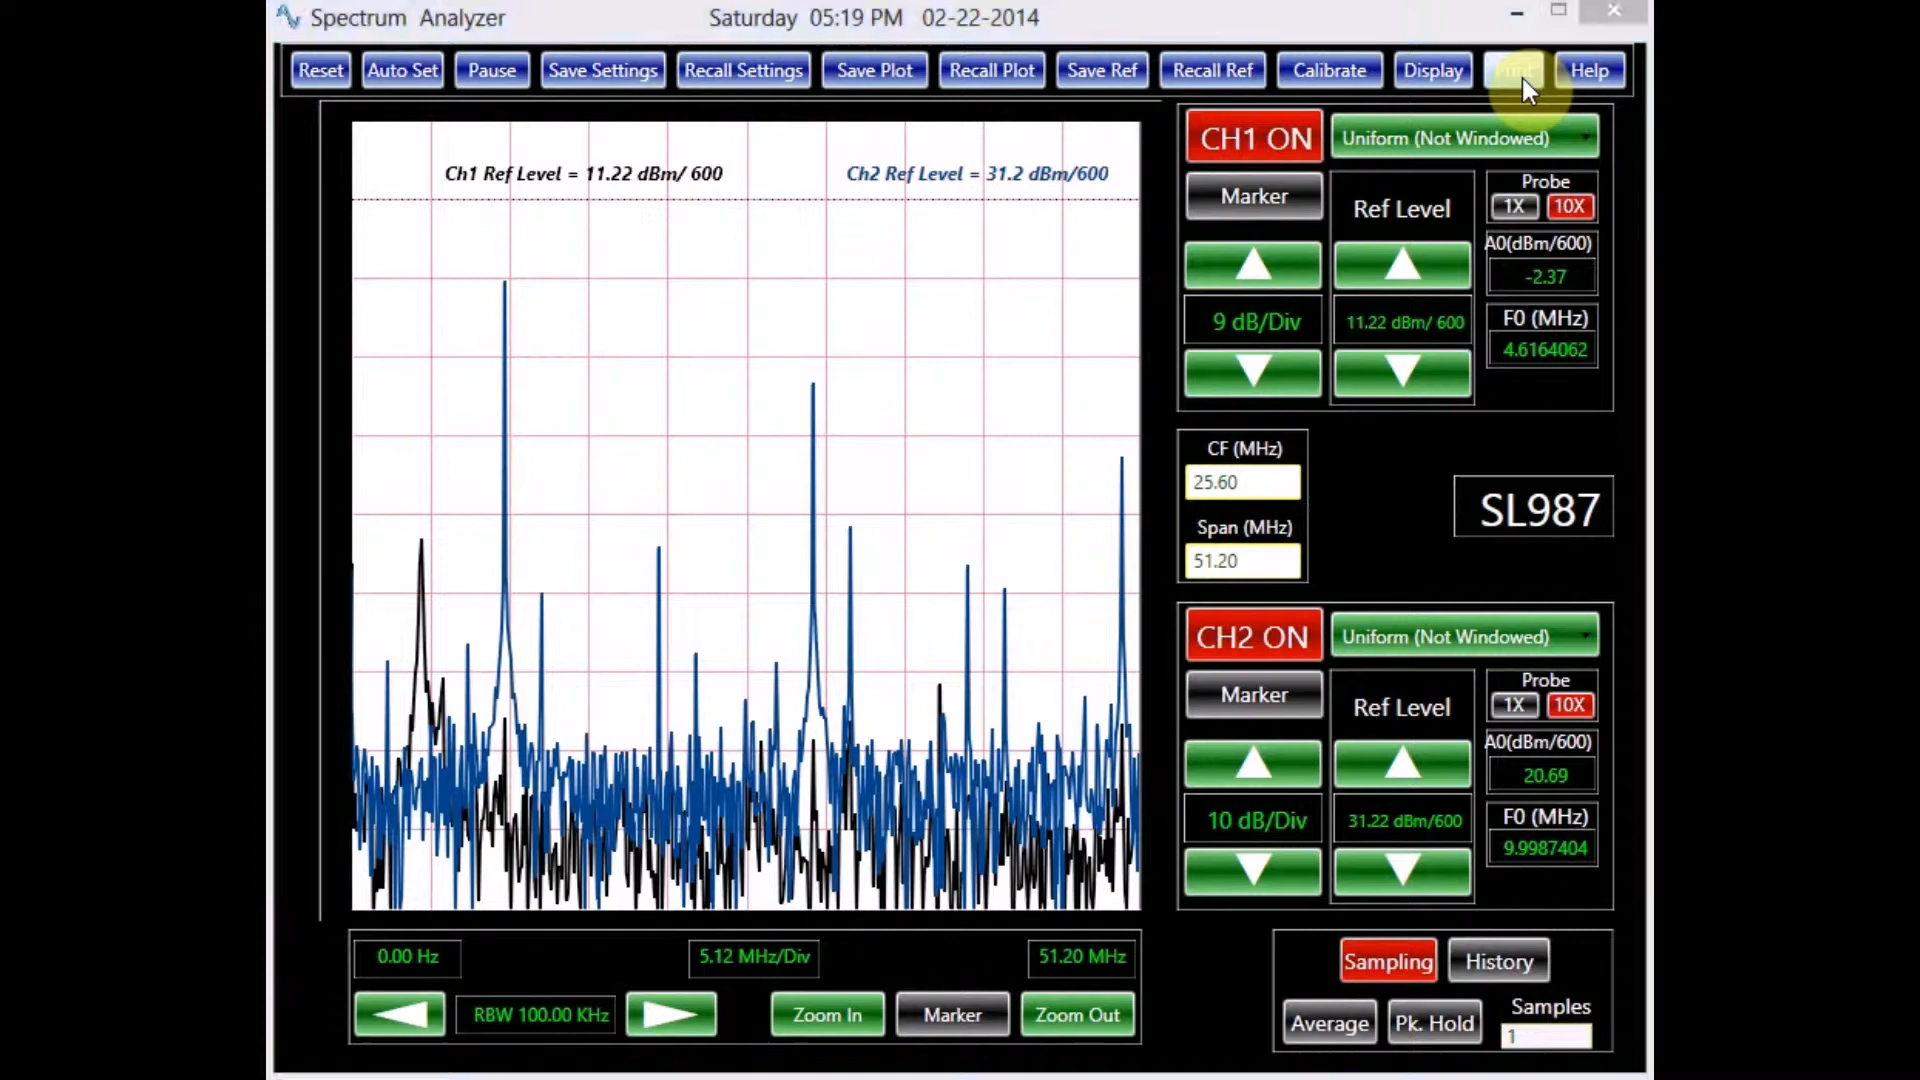 Spectrum Analyzer
Saturday 05:19 PM 02-22-2014
Reset Auto Set Pause Save Settings Recall Settings Save Plot Recall Plot Save Ref Recall Ref Calibrate Display Print Help
Ch1 Ref Level = 11.22 dBm/ 600
Ch2 Ref Level = 31.2 dBm/600
CH1 ON
Uniform (Not Windowed)
Marker
Ref Level
Probe
1X 10X
A0(dBm/600)
-2.37
9 dB/Div
11.22 dBm/ 600
F0 (MHz)
4.6164062
CF (MHz)
25.60
Span (MHz)
51.20
SL987
CH2 ON
Uniform (Not Windowed)
Marker
Ref Level
Probe
1X 10X
A0(dBm/600)
20.69
10 dB/Div
31.22 dBm/600
F0 (MHz)
9.9987404
0.00 Hz
5.12 MHz/Div
51.20 MHz
RBW 100.00 KHz
Zoom In
Marker
Zoom Out
Sampling
History
Average
Pk. Hold
Samples
1